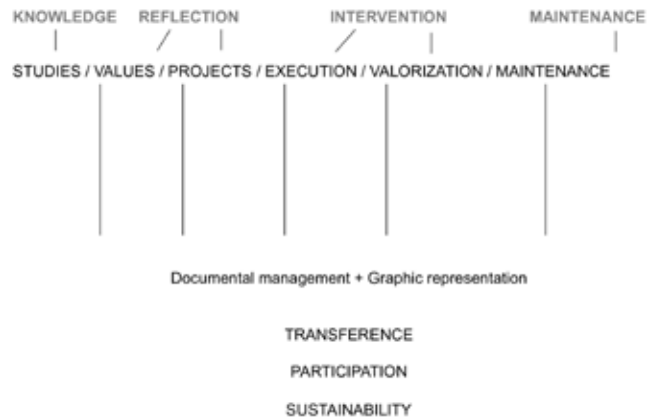 KNOWLEDGE REFLECTION INTERVENTION MAINTENANCE
STUDIES / VALUES / PROJECTS / EXECUTION / VALORIZATION / MAINTENANCE
Documental management + Graphic representation
TRANSFERENCE
PARTICIPATION
SUSTAINABILITY